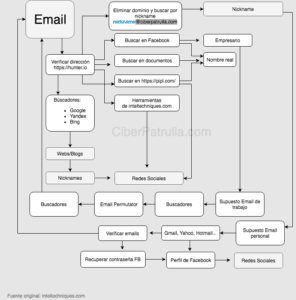 Email
Eliminar dominio y buscar por
nickname
nickname@ciberpatrulla.com
Nickname
Verificar dirección
https://hunter.io
Buscar en Facebook
Empresario
Buscar en documentos
Nombre real
Buscar en https://pipl.com/
Búscadores:
• Google
• Yandex
• Bing
Herramientas
de inteltechniques.com
CiberPatrulla.com
Webs/Blogs
Nicknames
Redes Sociales
Buscadores
Email Permutator
Buscadores
Supuesto Email de
trabajo
Verificar emails
Gmail, Yahoo, Hotmail...
Supuesto Email
personal
Recuperar contraseña FB
Perfil de Facebook
Redes Sociales
Fuente original: inteltechniques.com